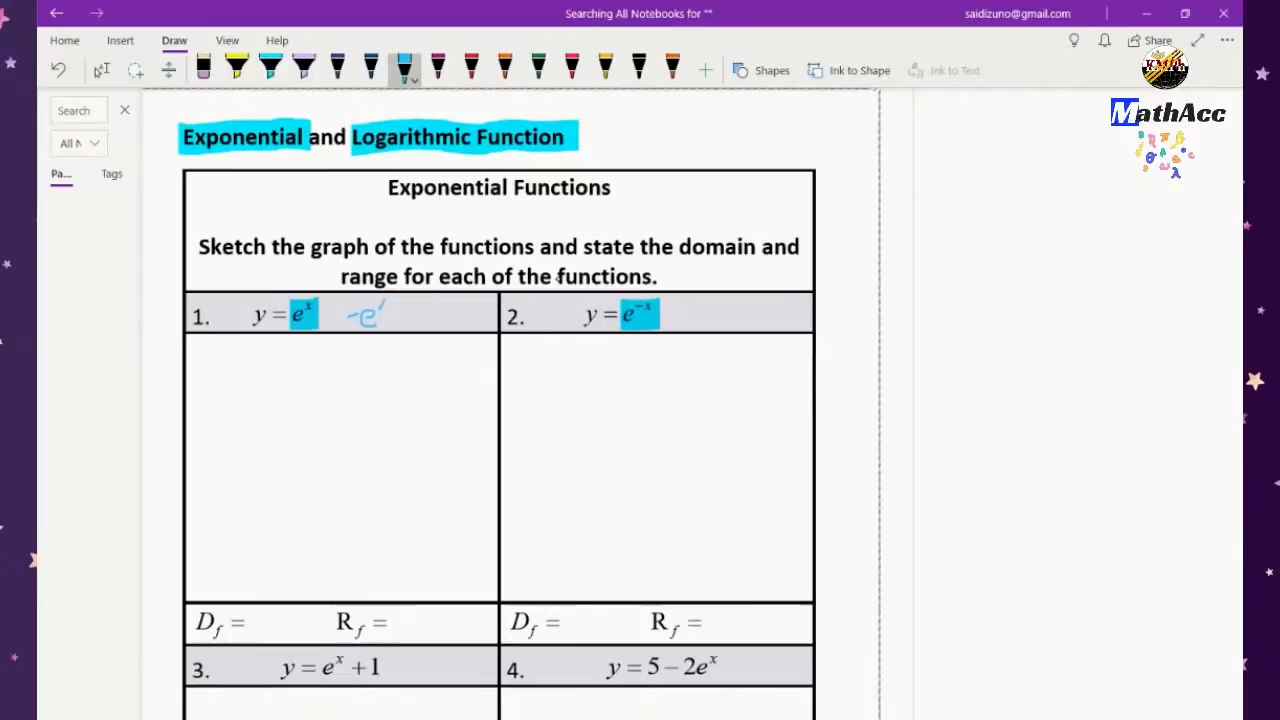 Searching All Notebooks for "" saidizuno@gmail.com
Home Insert Draw View Help Share
Shapes Ink to Shape Ink to Text
KMPk
MathAcc
Search
All N
Pa... Tags
Exponential and Logarithmic Function
Exponential Functions
Sketch the graph of the functions and state the domain and
range for each of the functions.
1. y = e^x -e
2. y = e^{-x}
D_f = R_f =
D_f = R_f =
3. y = e^x + 1
4. y = 5 − 2e^x